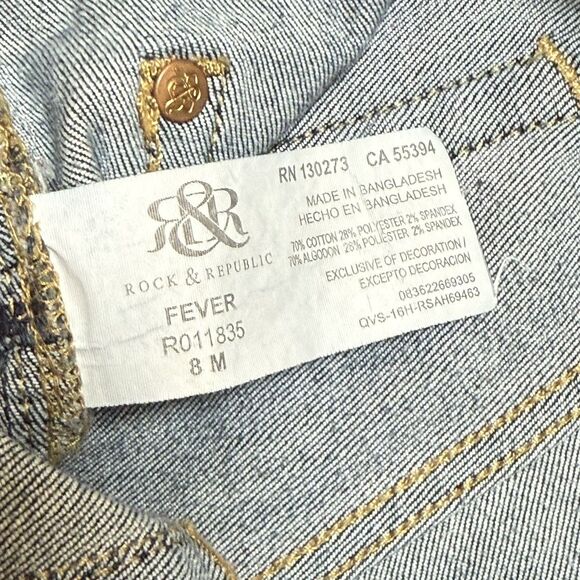 R&R
ROCK & REPUBLIC
FEVER
R011835
8 M
RN 130273 CA 55394
MADE IN BANGLADESH
HECHO EN BANGLADESH
70% COTTON 28% POLYESTER 2% SPANDEX
70% ALGODON 28% POLIESTER 2% SPANDEX
EXCLUSIVE OF DECORATION/
EXCEPTO DECORACION
083622669305
QVS-16H-RSAH69463